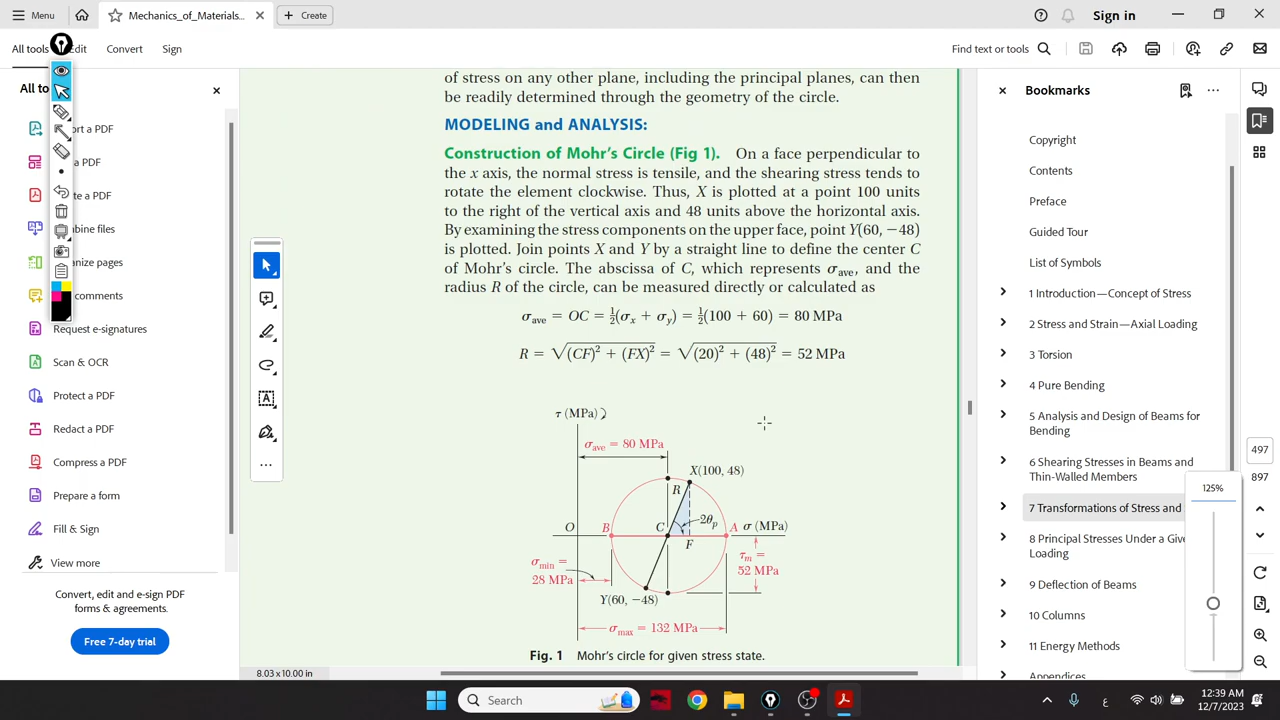 Menu
Mechanics_of_Materials...
Create
Sign in
All tools
Edit
Convert
Sign
Find text or tools
All to
ort a PDF
a PDF
te a PDF
bine files
anize pages
comments
Request e-signatures
Scan & OCR
Protect a PDF
Redact a PDF
Compress a PDF
Prepare a form
Fill & Sign
View more
Convert, edit and e-sign PDF
forms & agreements.
Free 7-day trial
of stress on any other plane, including the principal planes, can then
be readily determined through the geometry of the circle.
MODELING and ANALYSIS:
Construction of Mohr's Circle (Fig 1). On a face perpendicular to
the x axis, the normal stress is tensile, and the shearing stress tends to
rotate the element clockwise. Thus, X is plotted at a point 100 units
to the right of the vertical axis and 48 units above the horizontal axis.
By examining the stress components on the upper face, point Y(60, −48)
is plotted. Join points X and Y by a straight line to define the center C
of Mohr's circle. The abscissa of C, which represents σave, and the
radius R of the circle, can be measured directly or calculated as
σave = OC = ½(σx + σy) = ½(100 + 60) = 80 MPa
R = √(CF)² + (FX)² = √(20)² + (48)² = 52 MPa
τ (MPa)
σave = 80 MPa
X(100, 48)
R
2θp
O
B
C
F
A
σ (MPa)
σmin =
28 MPa
τm =
52 MPa
Y(60, −48)
σmax = 132 MPa
Fig. 1 Mohr's circle for given stress state.
8.03 x 10.00 in
Bookmarks
Copyright
Contents
Preface
Guided Tour
List of Symbols
1 Introduction—Concept of Stress
2 Stress and Strain—Axial Loading
3 Torsion
4 Pure Bending
5 Analysis and Design of Beams for
Bending
6 Shearing Stresses in Beams and
Thin-Walled Members
7 Transformations of Stress and
8 Principal Stresses Under a Give
Loading
9 Deflection of Beams
10 Columns
11 Energy Methods
Appendices
497
897
125%
Search
ع
12:39 AM
12/7/2023